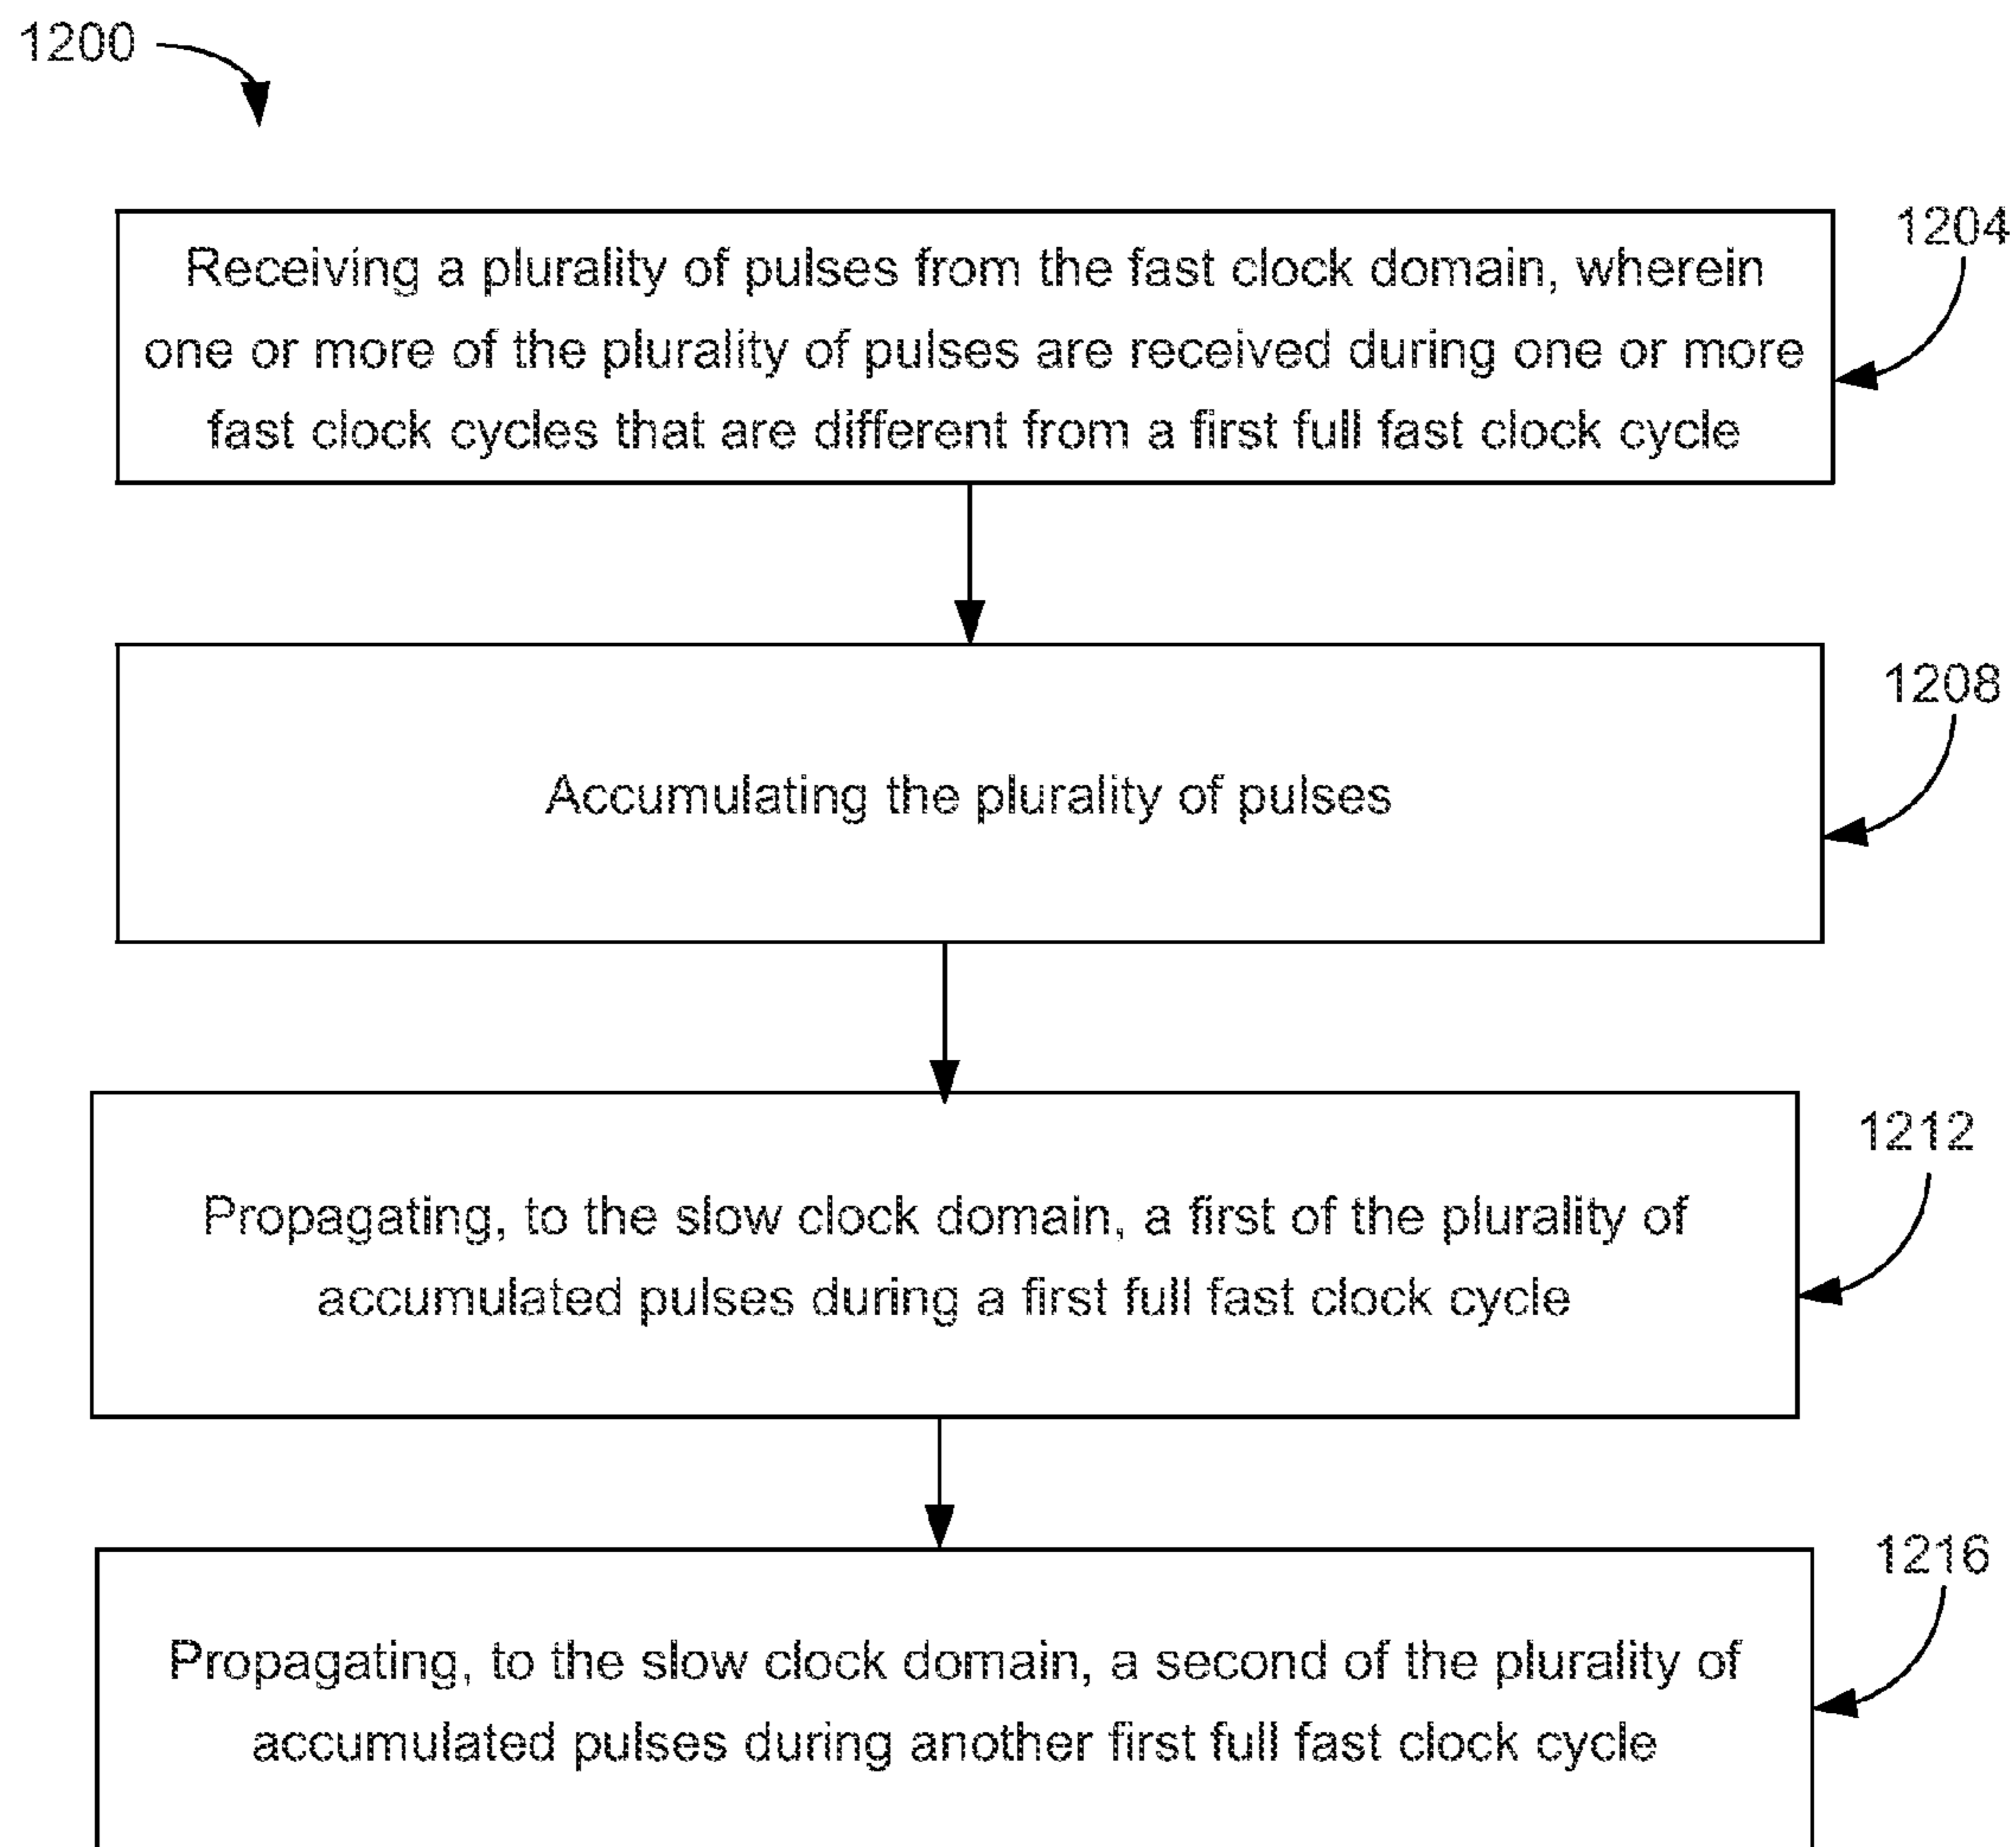 1200
1204
Receiving a plurality of pulses from the fast clock domain, wherein
one or more of the plurality of pulses are received during one or more
fast clock cycles that are different from a first full fast clock cycle
1208
Accumulating the plurality of pulses
1212
Propagating, to the slow clock domain, a first of the plurality of
accumulated pulses during a first full fast clock cycle
1216
Propagating, to the slow clock domain, a second of the plurality of
accumulated pulses during another first full fast clock cycle